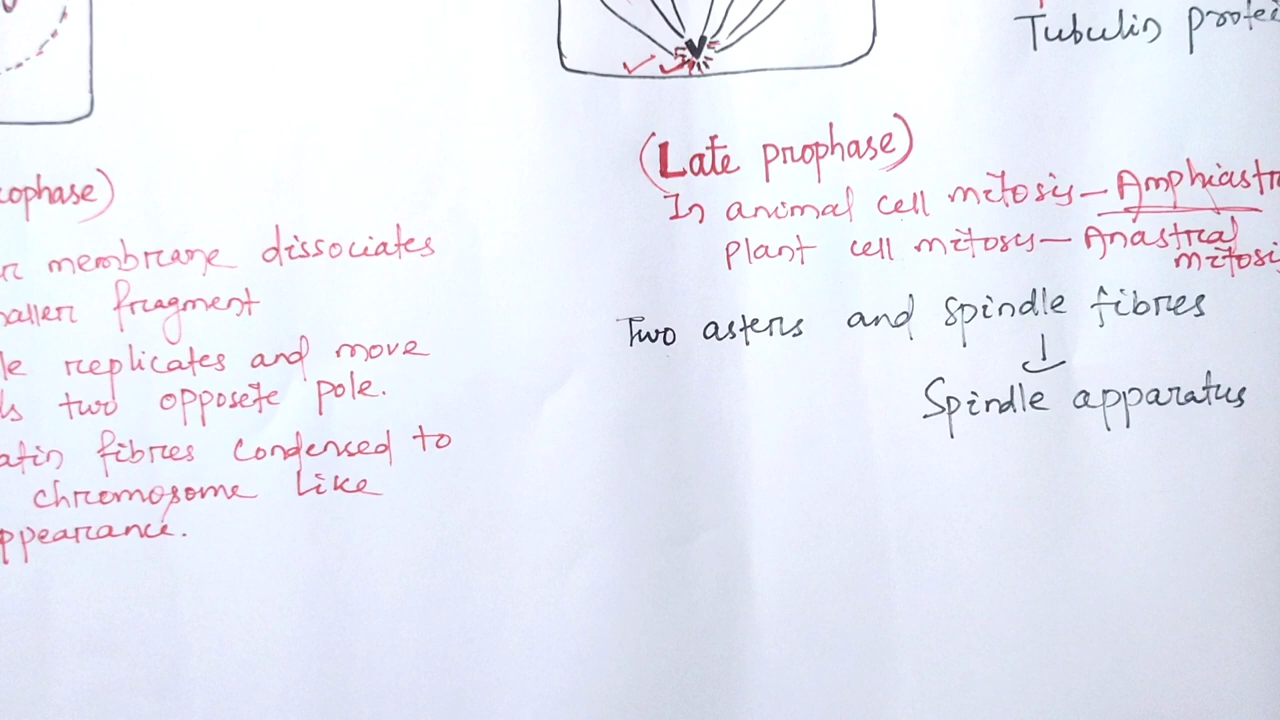 Tubulin protei
(Late prophase)
In animal cell mitosis - Amphiastr
plant cell mitosis - Anastral
mitosi
Two asters and spindle fibres
Spindle apparatus
ophase)
r membrane dissociates
aller fragment
le replicates and move
ds two opposete pole.
atin fibres condensed to
chromosome like
ppearance.